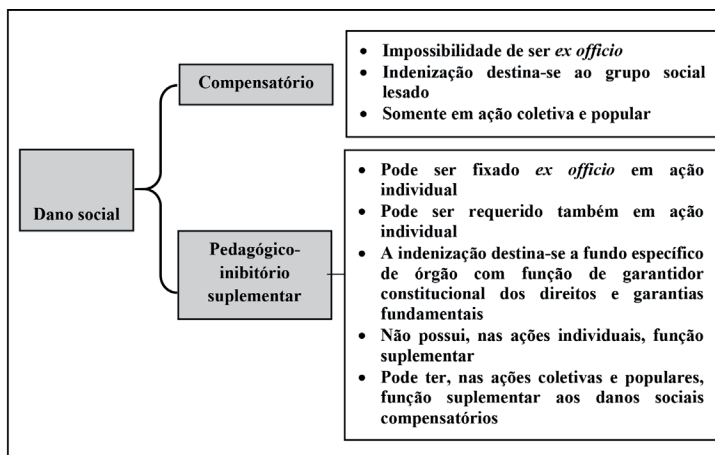 Dano social
Compensatório
• Impossibilidade de ser ex officio
• Indenização destina-se ao grupo social
lesado
• Somente em ação coletiva e popular
Pedagógico-
inibitório
suplementar
• Pode ser fixado ex officio em ação
individual
• Pode ser requerido também em ação
individual
• A indenização destina-se a fundo específico
de órgão com função de garantidor
constitucional dos direitos e garantias
fundamentais
• Não possui, nas ações individuais, função
suplementar
• Pode ter, nas ações coletivas e populares,
função suplementar aos danos sociais
compensatórios